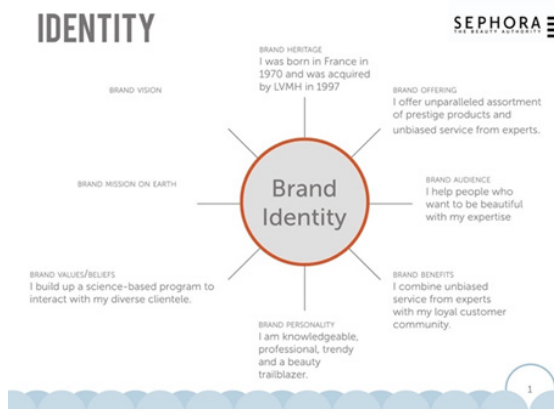 IDENTITY
SEPHORA
THE BEAUTY AUTHORITY
BRAND HERITAGE
I was born in France in
1970 and was acquired
by LVMH in 1997
BRAND VISION
BRAND OFFERING
I offer unparalleled assortment
of prestige products and
unbiased service from experts.
BRAND MISSION ON EARTH
Brand
Identity
BRAND AUDIENCE
I help people who
want to be beautiful
with my expertise
BRAND VALUES/BELIEFS
I build up a science-based program to
interact with my diverse clientele.
BRAND BENEFITS
I combine unbiased
service from experts
with my loyal customer
community.
BRAND PERSONALITY
I am knowledgeable,
professional, trendy
and a beauty
trailblazer.
1